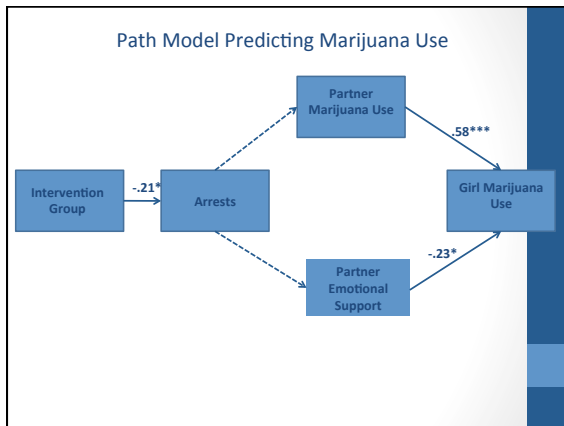 Path Model Predicting Marijuana Use
Partner
Marijuana Use
.58***
Intervention
Group
-.21*
Arrests
Girl Marijuana
Use
Partner
Emotional
Support
-.23*